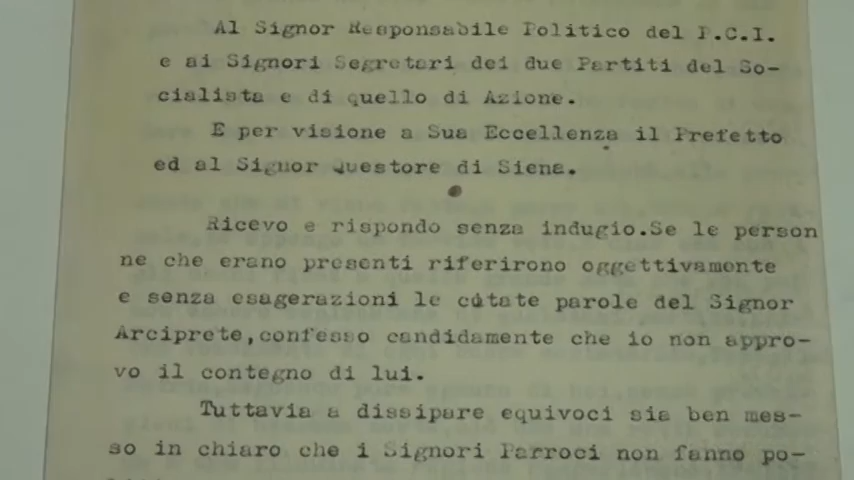 Al Signor Responsabile Politico del P.C.I.
e ai Signori Segretari dei due Partiti del So-
cialista e di quello di Azione.
E per visione a Sua Eccellenza il Prefetto
ed al Signor Questore di Siena.
Ricevo e rispondo senza indugio.Se le person
ne che erano presenti riferirono oggettivamente
e senza esagerazioni le citate parole del Signor
Arciprete,confesso candidamente che io non appro-
vo il contegno di lui.
Tuttavia a dissipare equivoci sia ben mes-
so in chiaro che i Signori Parroci non fanno po-